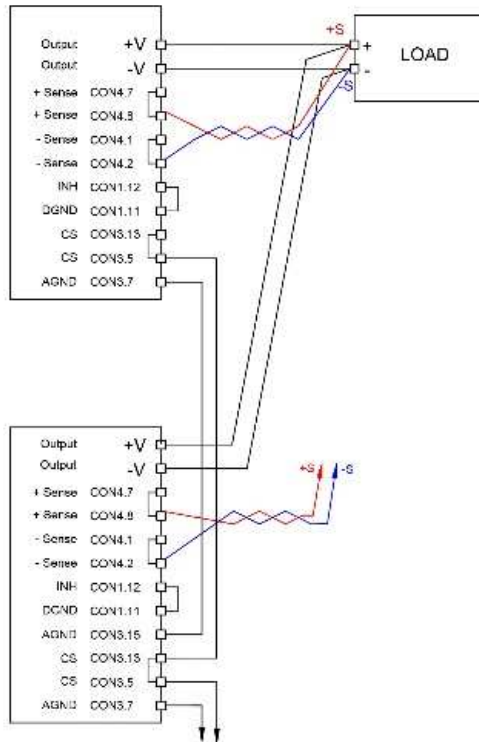 Output +V
Output -V
+ Sense CON4.7
+ Sense CON4.8
- Sense CON4.1
- Sense CON4.2
INH CON1.12
DGND CON1.11
CS CON3.13
CS CON3.5
AGND CON3.7
+S
+
LOAD
-
-S
Output +V
Output -V
+ Sense CON4.7
+ Sense CON4.8
- Sense CON4.1
- Sense CON4.2
INH CON1.12
DGND CON1.11
AGND CON3.15
CS CON3.13
CS CON3.5
AGND CON3.7
+S -S